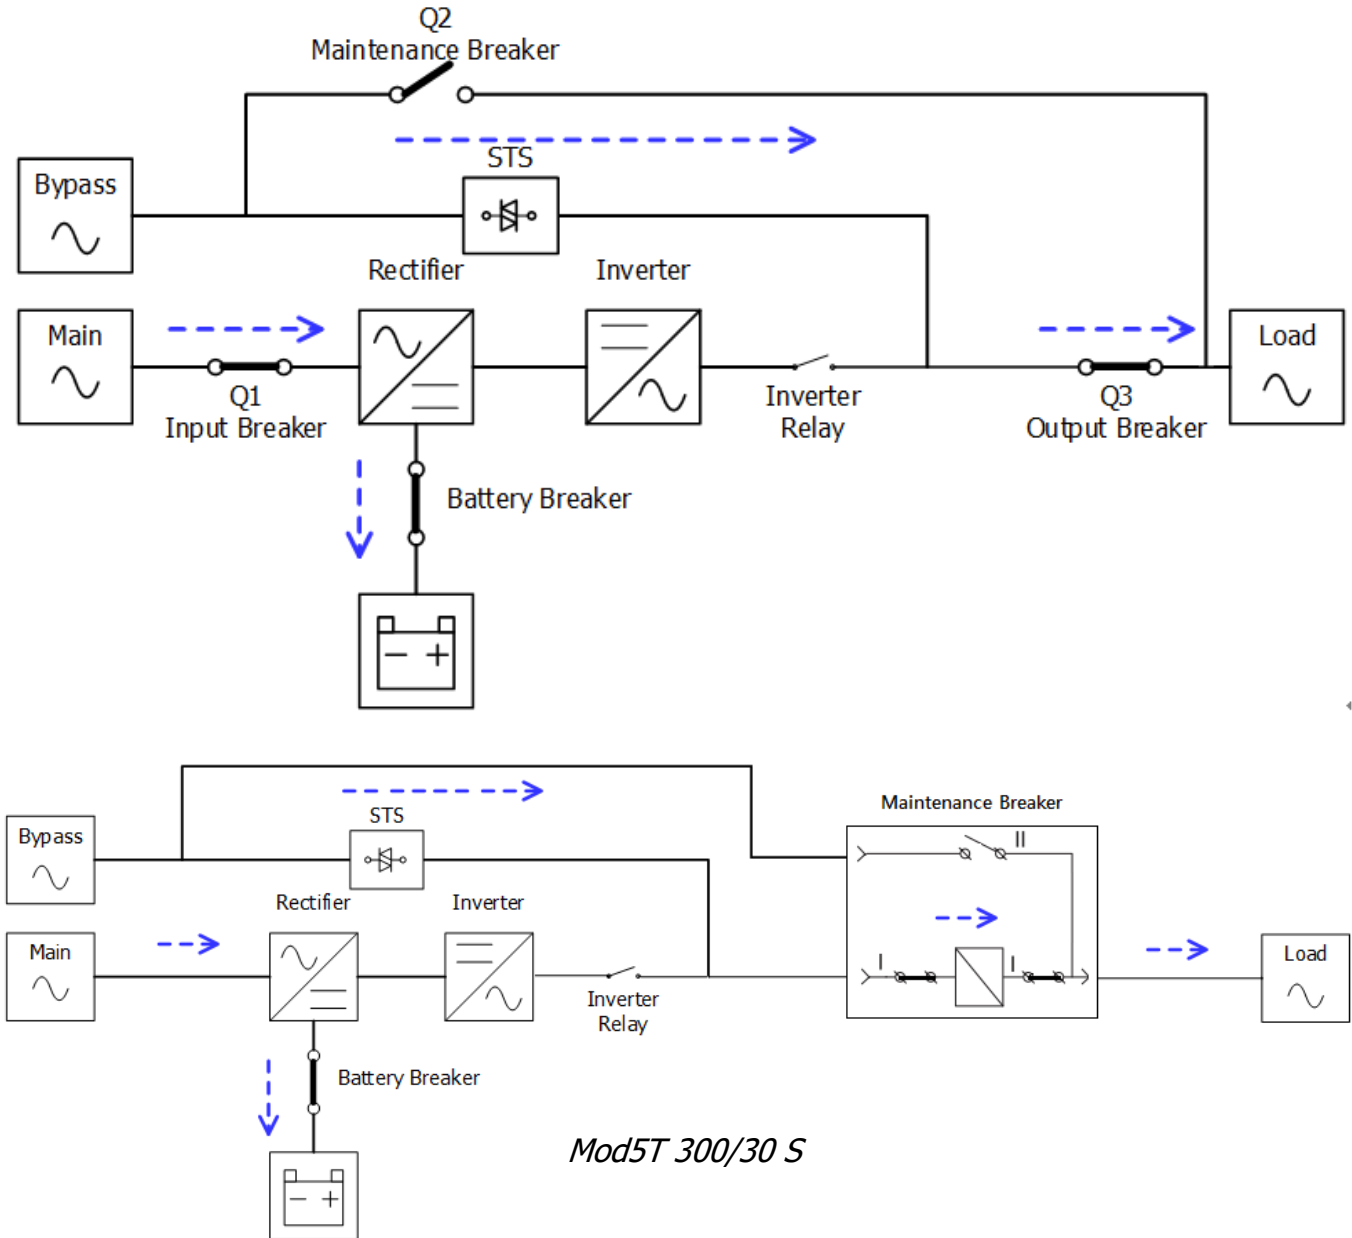 Q2
Maintenance Breaker
STS
Bypass
Rectifier
Inverter
Main
Load
Q1
Input Breaker
Inverter
Relay
Q3
Output Breaker
Battery Breaker
Maintenance Breaker
STS
Bypass
II
Rectifier
Inverter
Main
I
I
Load
Inverter
Relay
Battery Breaker
Mod5T 300/30 S